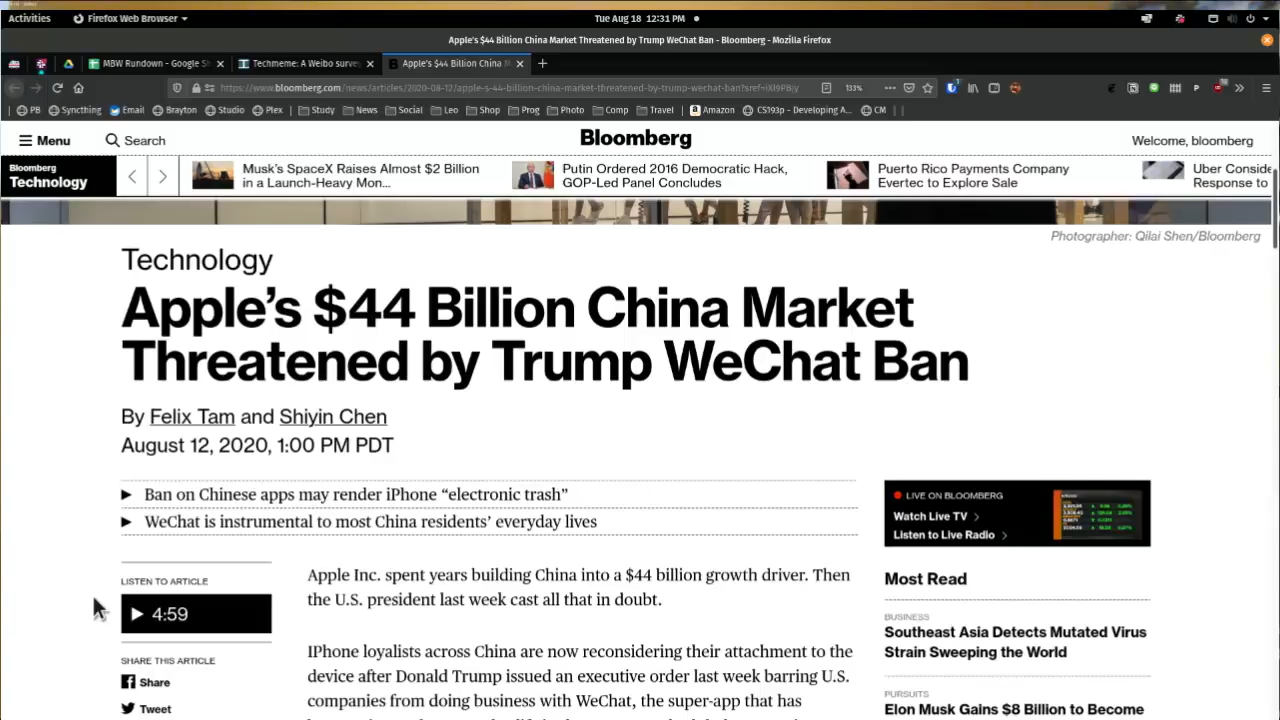 Activities
Firefox Web Browser
Tue Aug 18 12:31 PM
Apple's $44 Billion China Market Threatened by Trump WeChat Ban - Bloomberg - Mozilla Firefox
MBW Rundown - Google S
Techmeme: A Weibo surve
Apple's $44 Billion China M
https://www.bloomberg.com/news/articles/2020-08-12/apple-s-44-billion-china-market-threatened-by-trump-wechat-ban?sref=
133%
PB
Syncthing
Email
Brayton
Studio
Plex
Study
News
Social
Leo
Shop
Prog
Photo
Comp
Travel
Amazon
CS193p - Developing A...
CM
Menu
Search
Bloomberg
Welcome, bloomberg
Bloomberg
Technology
Musk's SpaceX Raises Almost $2 Billion
in a Launch-Heavy Mon...
Putin Ordered 2016 Democratic Hack,
GOP-Led Panel Concludes
Puerto Rico Payments Company
Evertec to Explore Sale
Uber Conside
Response to
Photographer: Qilai Shen/Bloomberg
Technology
Apple's $44 Billion China Market
Threatened by Trump WeChat Ban
By Felix Tam and Shiyin Chen
August 12, 2020, 1:00 PM PDT
Ban on Chinese apps may render iPhone “electronic trash”
WeChat is instrumental to most China residents' everyday lives
LIVE ON BLOOMBERG
Watch Live TV
Listen to Live Radio
LISTEN TO ARTICLE
4:59
SHARE THIS ARTICLE
Share
Tweet
Apple Inc. spent years building China into a $44 billion growth driver. Then
the U.S. president last week cast all that in doubt.
IPhone loyalists across China are now reconsidering their attachment to the
device after Donald Trump issued an executive order last week barring U.S.
companies from doing business with WeChat, the super-app that has
Most Read
BUSINESS
Southeast Asia Detects Mutated Virus
Strain Sweeping the World
PURSUITS
Elon Musk Gains $8 Billion to Become